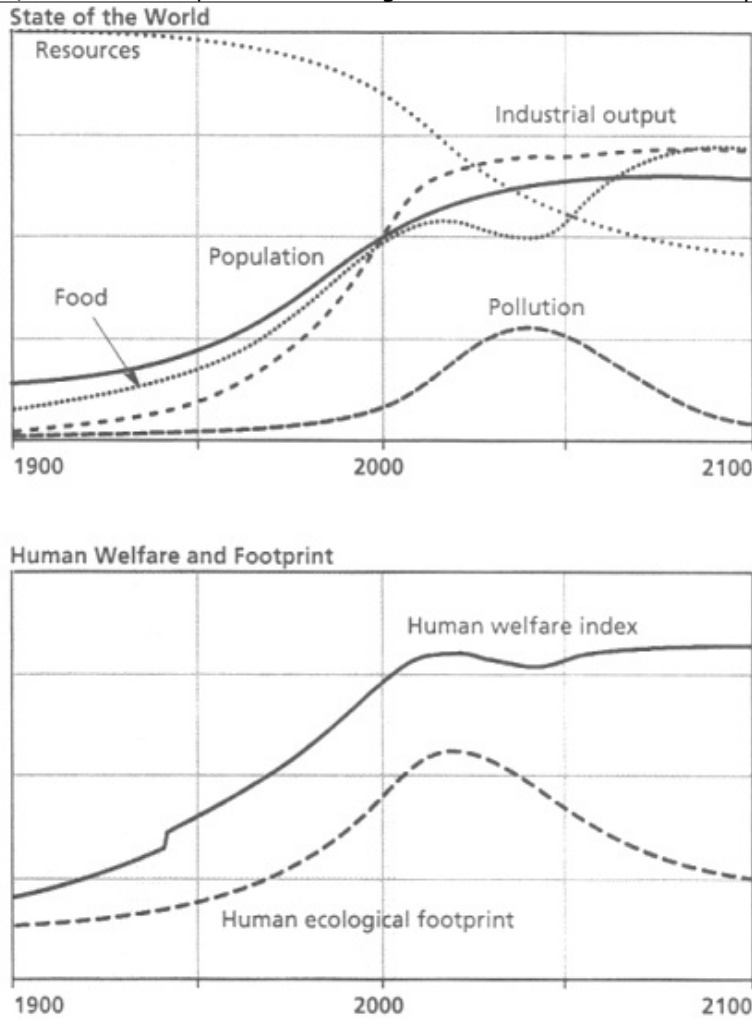 State of the World
Resources
Industrial output
Population
Food
Pollution
1900 2000 2100
Human Welfare and Footprint
Human welfare index
Human ecological footprint
1900 2000 2100